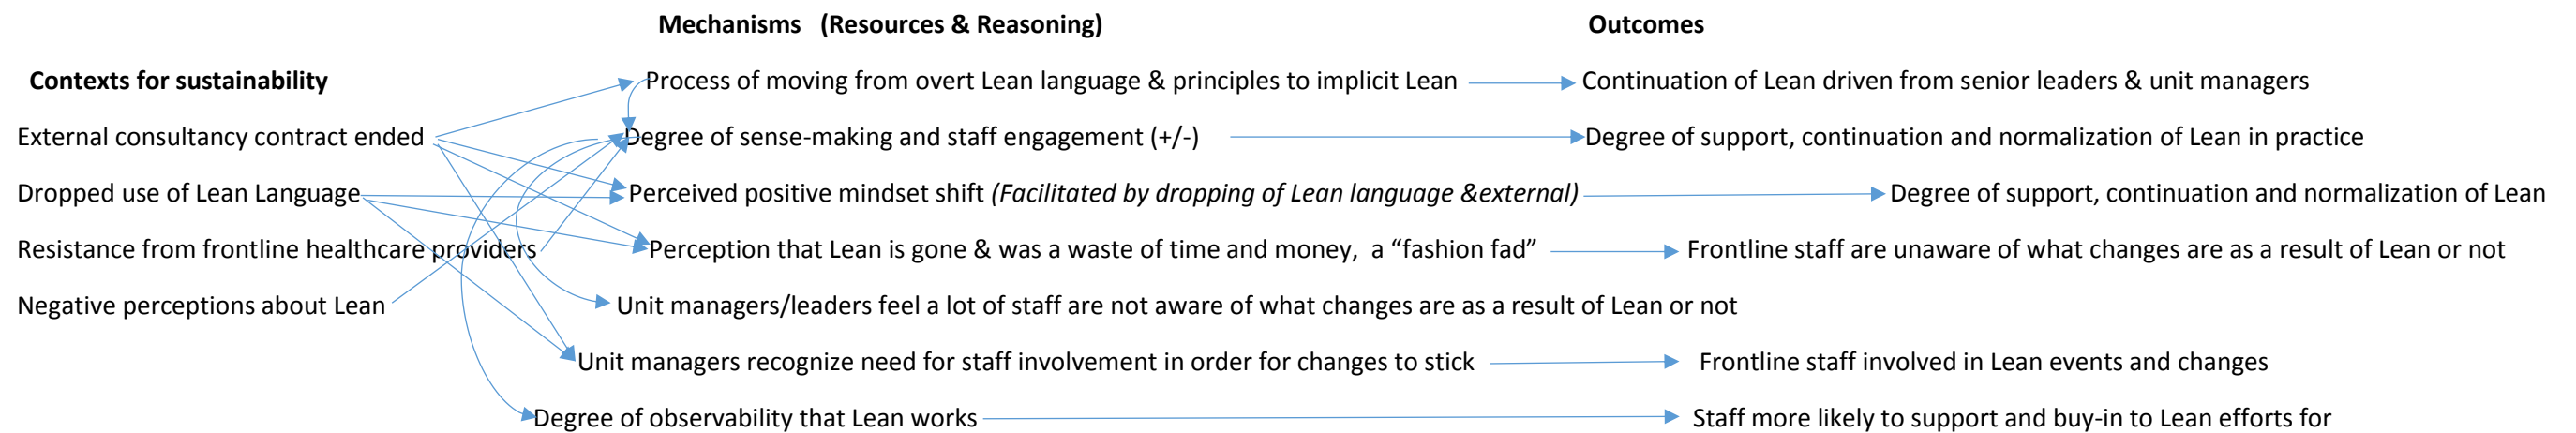 Mechanisms (Resources & Reasoning)
Outcomes
Contexts for sustainability
Process of moving from overt Lean language & principles to implicit Lean
Continuation of Lean driven from senior leaders & unit managers
External consultancy contract ended
Degree of sense-making and staff engagement (+/-)
Degree of support, continuation and normalization of Lean in practice
Dropped use of Lean Language
Perceived positive mindset shift (Facilitated by dropping of Lean language &external)
Degree of support, continuation and normalization of Lean
Resistance from frontline healthcare providers
Perception that Lean is gone & was a waste of time and money, a “fashion fad”
Frontline staff are unaware of what changes are as a result of Lean or not
Negative perceptions about Lean
Unit managers/leaders feel a lot of staff are not aware of what changes are as a result of Lean or not
Unit managers recognize need for staff involvement in order for changes to stick
Frontline staff involved in Lean events and changes
Degree of observability that Lean works
Staff more likely to support and buy-in to Lean efforts for